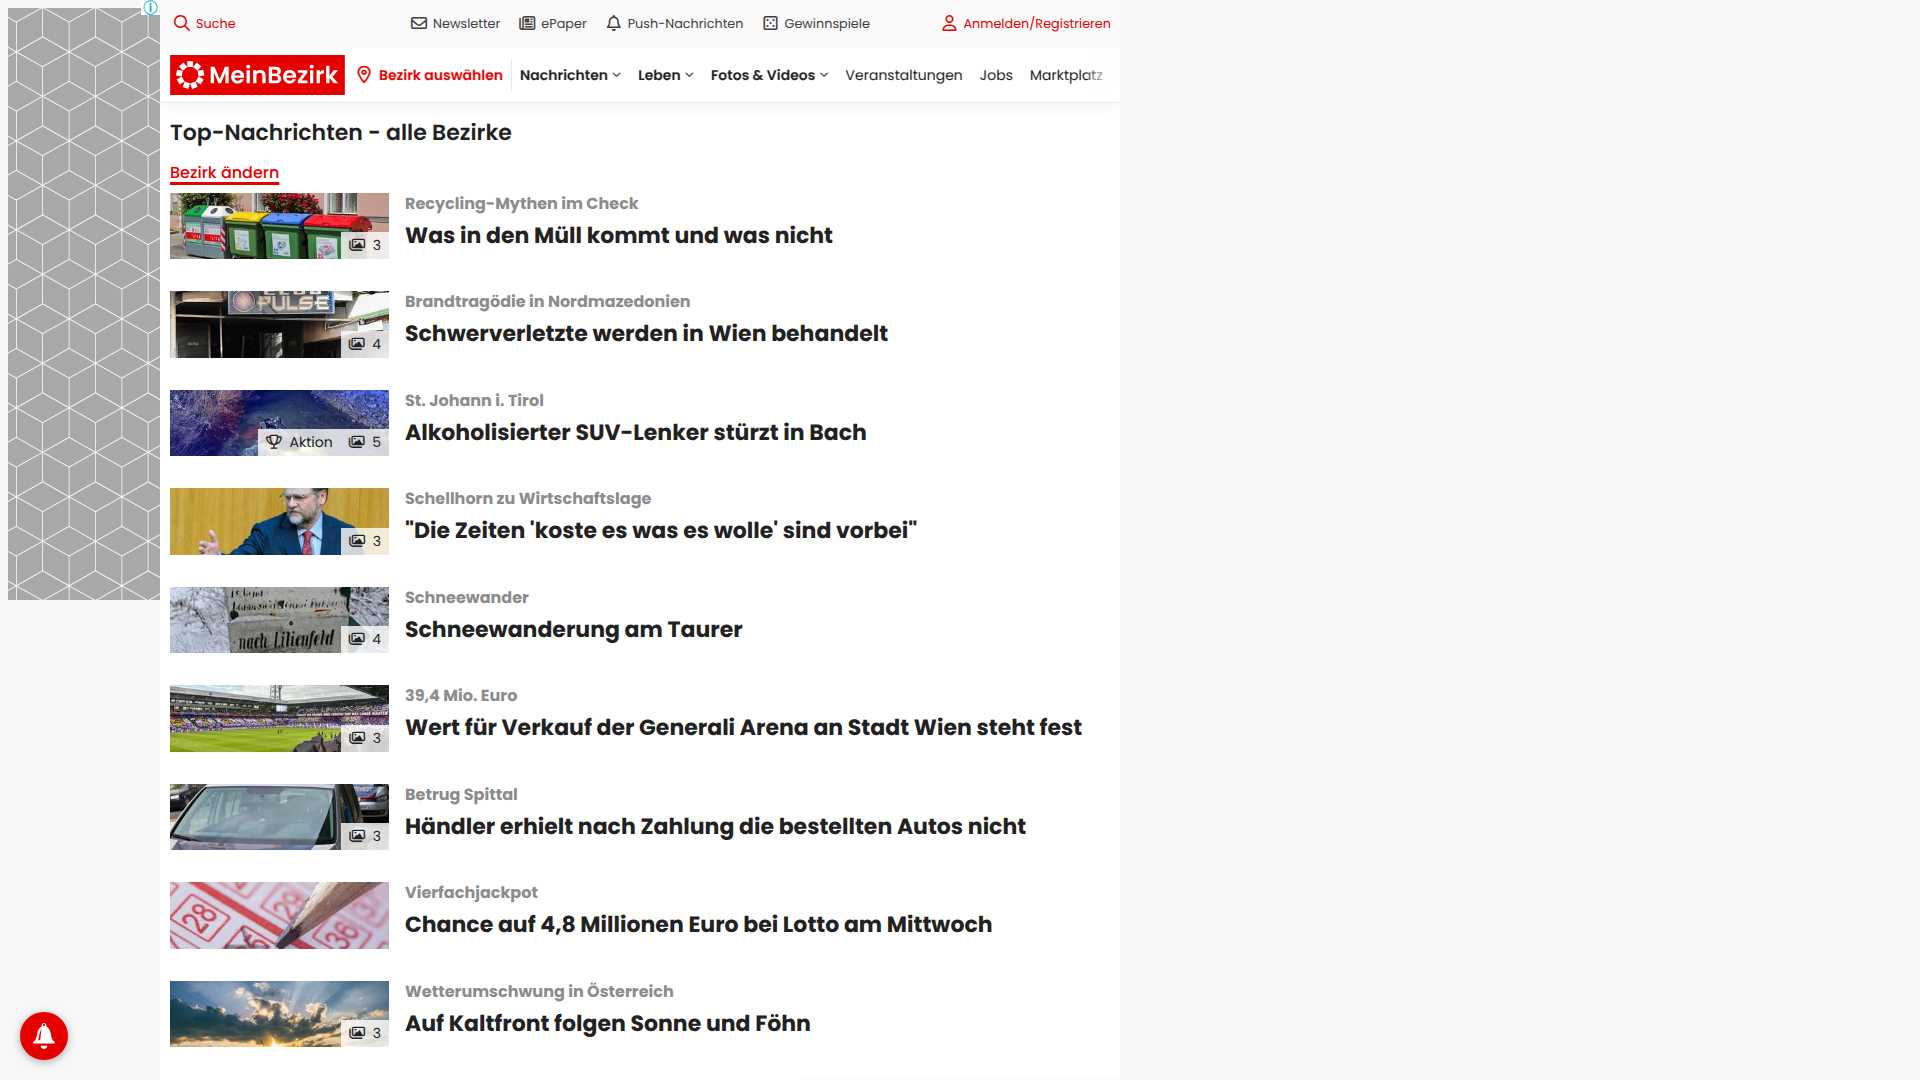 Suche
Newsletter
ePaper
Push-Nachrichten
Gewinnspiele
Anmelden/Registrieren
MeinBezirk
Bezirk auswählen
Nachrichten
Leben
Fotos & Videos
Veranstaltungen
Jobs
Marktplatz
Top-Nachrichten - alle Bezirke
Bezirk ändern
3
Recycling-Mythen im Check
Was in den Müll kommt und was nicht
PULSE
4
Brandtragödie in Nordmazedonien
Schwerverletzte werden in Wien behandelt
Aktion
5
St. Johann i. Tirol
Alkoholisierter SUV-Lenker stürzt in Bach
3
Schellhorn zu Wirtschaftslage
"Die Zeiten 'koste es was es wolle' sind vorbei"
nach Lilienfeld
4
Schneewander
Schneewanderung am Taurer
3
39,4 Mio. Euro
Wert für Verkauf der Generali Arena an Stadt Wien steht fest
3
Betrug Spittal
Händler erhielt nach Zahlung die bestellten Autos nicht
28
29
36
Vierfachjackpot
Chance auf 4,8 Millionen Euro bei Lotto am Mittwoch
3
Wetterumschwung in Österreich
Auf Kaltfront folgen Sonne und Föhn